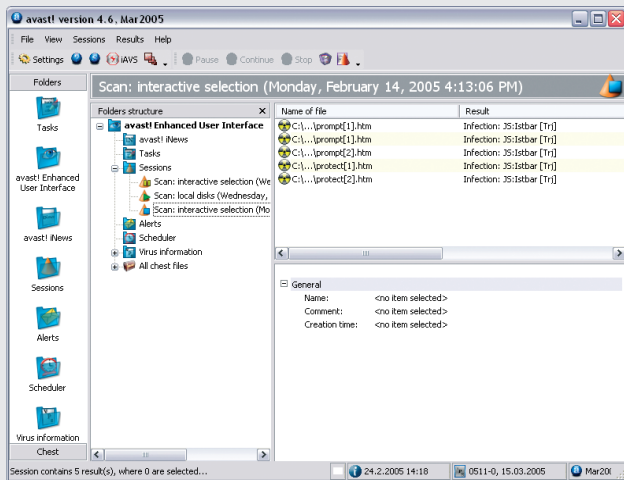 avast! version 4.6, Mar2005
File View Sessions Results Help
Settings iAVS Pause Continue Stop
Folders
Scan: interactive selection (Monday, February 14, 2005 4:13:06 PM)
Tasks
avast! Enhanced
User Interface
avast! iNews
Sessions
Alerts
Scheduler
Virus information
Chest
Folders structure
avast! Enhanced User Interface
avast! iNews
Tasks
Sessions
Scan: interactive selection (We
Scan: local disks (Wednesday,
Scan: interactive selection (Mo
Alerts
Scheduler
Virus information
All chest files
Name of file Result
C:\...\prompt[1].htm Infection: JS:Istbar [Trj]
C:\...\prompt[1].htm Infection: JS:Istbar [Trj]
C:\...\prompt[2].htm Infection: JS:Istbar [Trj]
C:\...\protect[1].htm Infection: JS:Istbar [Trj]
C:\...\protect[2].htm Infection: JS:Istbar [Trj]
General
Name: <no item selected>
Comment: <no item selected>
Creation time: <no item selected>
Session contains 5 result(s), where 0 are selected... 24.2.2005 14:18 0511-0, 15.03.2005 Mar200